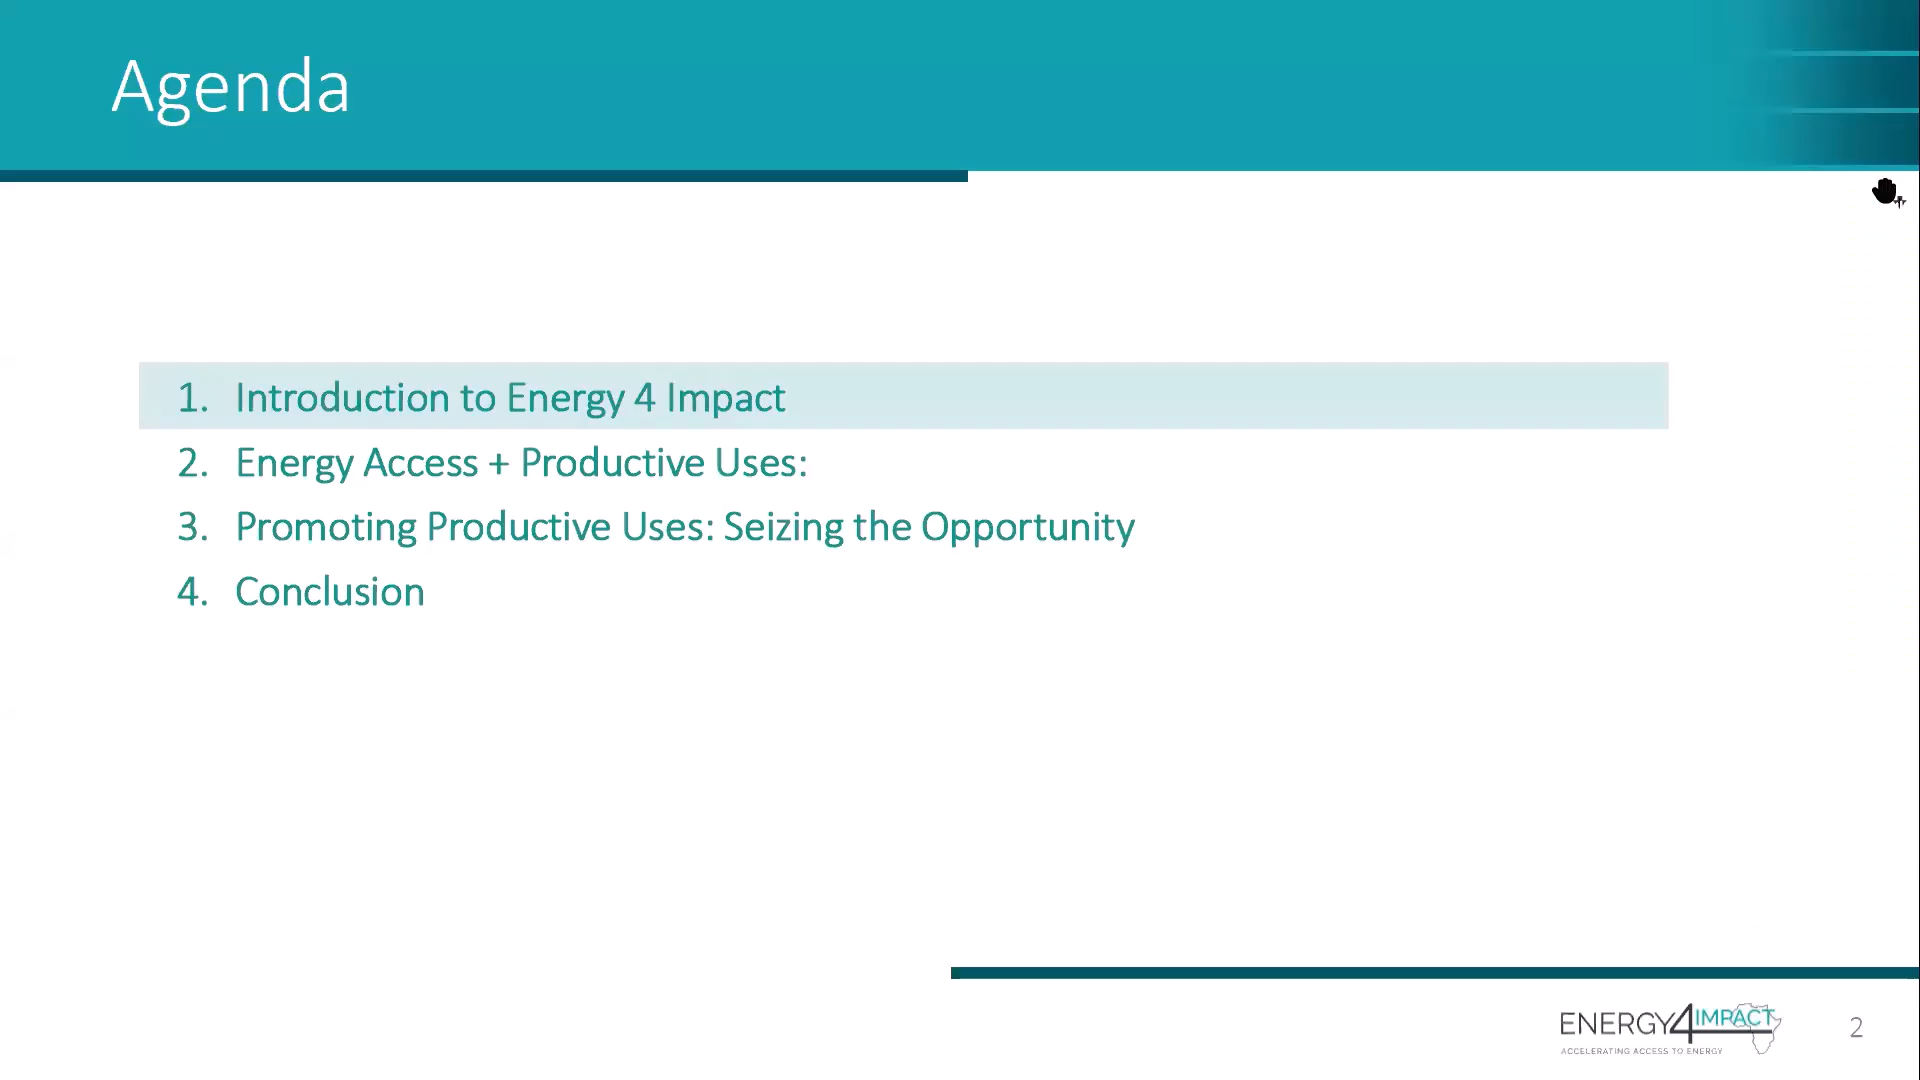 Agenda
1. Introduction to Energy 4 Impact
2. Energy Access + Productive Uses:
3. Promoting Productive Uses: Seizing the Opportunity
4. Conclusion
ENERGY4IMPACT
ACCELERATING ACCESS TO ENERGY
2